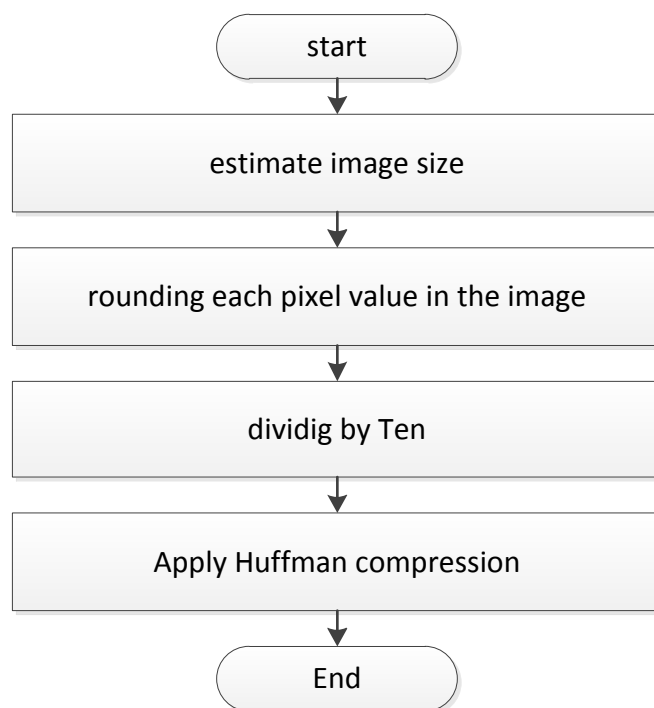 start
estimate image size
rounding each pixel value in the image
dividig by Ten
Apply Huffman compression
End